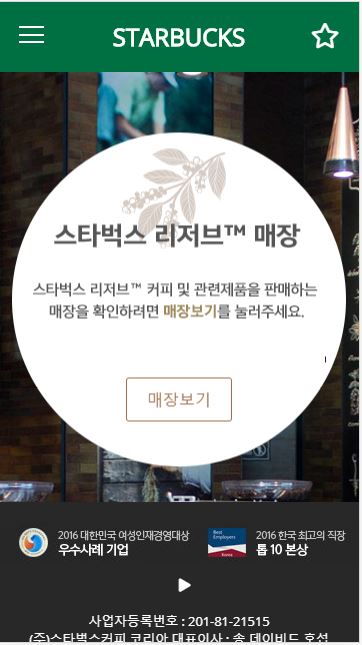 STARBUCKS
스타벅스 리저브™ 매장
스타벅스 리저브™ 커피 및 관련제품을 판매하는
매장을 확인하려면 매장보기를 눌러주세요.
매장보기
2016 대한민국 여성인재경영대상
우수사례 기업
Best
Employers
Korea
2016 한국 최고의 직장
톱 10 본상
사업자등록번호 : 201-81-21515
(주)스타벅스커피 코리아 대표이사 : 송 데이비드 호섭